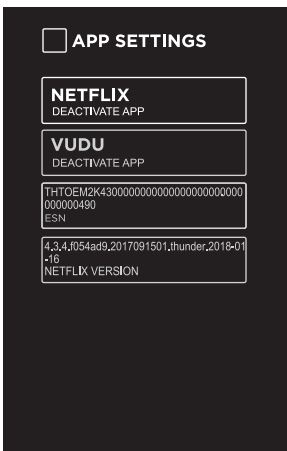 APP SETTINGS
NETFLIX
DEACTIVATE APP
VUDU
DEACTIVATE APP
THTOEM2K43000000000000000000000
000000490
ESN
4.3.4.f054ad9.2017091501.thunder.2018-01
-16
NETFLIX VERSION